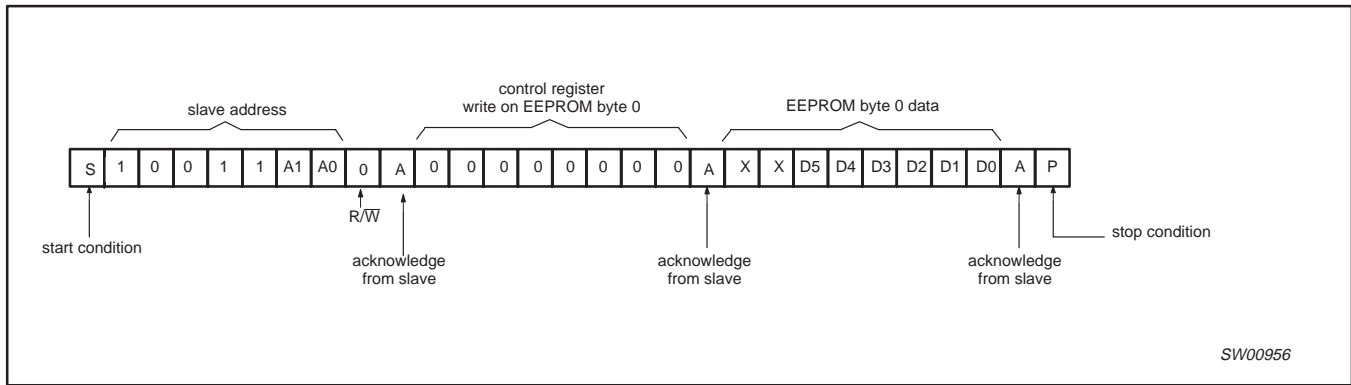 control register
write on EEPROM byte 0
slave address
EEPROM byte 0 data
S 1 0 0 1 1 A1 A0 0 A 0 0 0 0 0 0 0 0 A X X D5 D4 D3 D2 D1 D0 A P
R/W̅
start condition
stop condition
acknowledge
from slave
acknowledge
from slave
acknowledge
from slave
SW00956